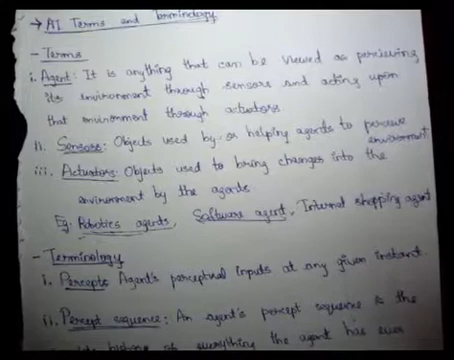 → AI Terms and Terminology
- Terms
i. Agent: It is anything that can be viewed as perceiving
its environment through sensors and acting upon
that environment through actuators.
ii. Sensors: Objects used by or helping agents to perceive
environment
iii. Actuators: Objects used to bring changes into the
environment by the agents
Eg: Robotics agents, Software agent, Internet shopping agent
- Terminology
i. Percepts: Agent's perceptual inputs at any given instant.
ii. Percept sequence: An agent's percept sequence is the
history of everything the agent has ever